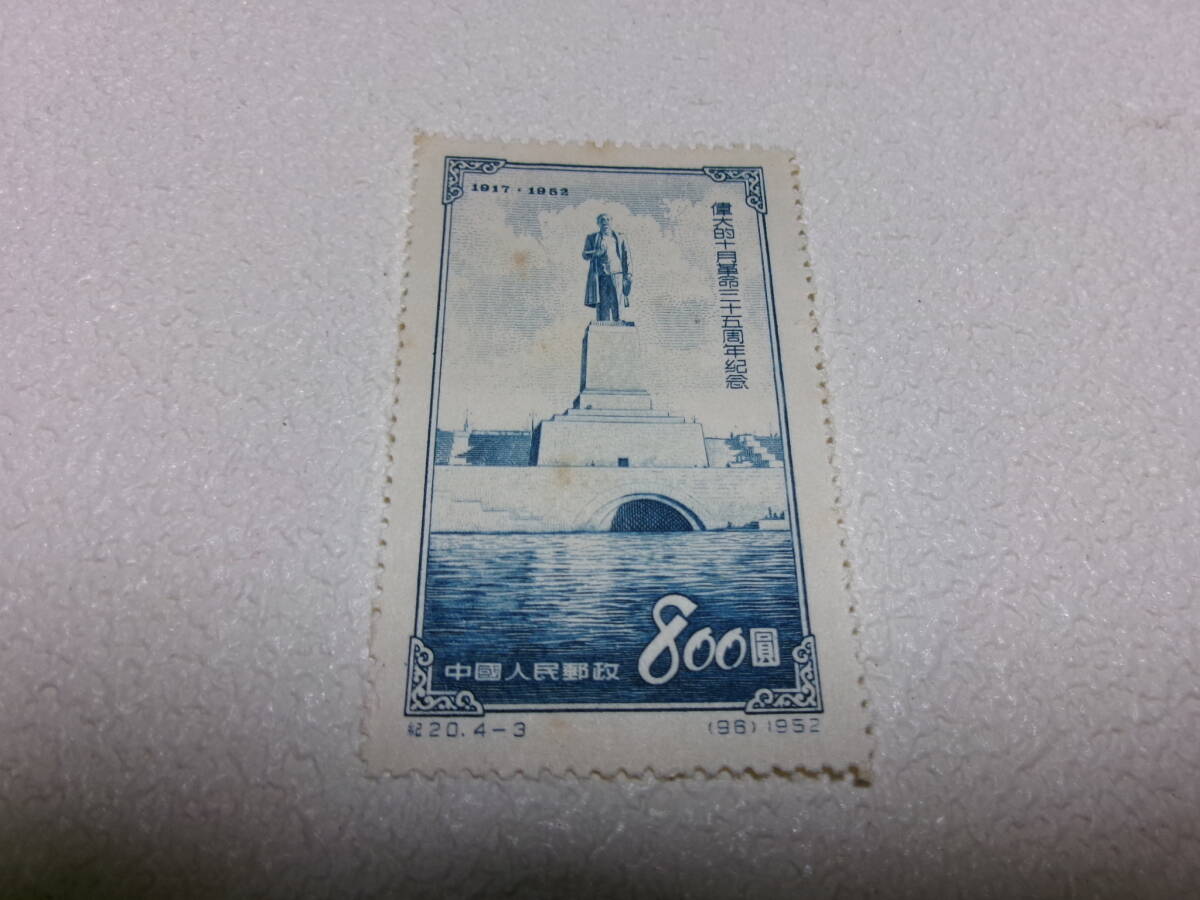 1917·1952
偉大的十月革命三十五周年紀念
800圓
中國人民郵政
紀20.4-3
(96)1952